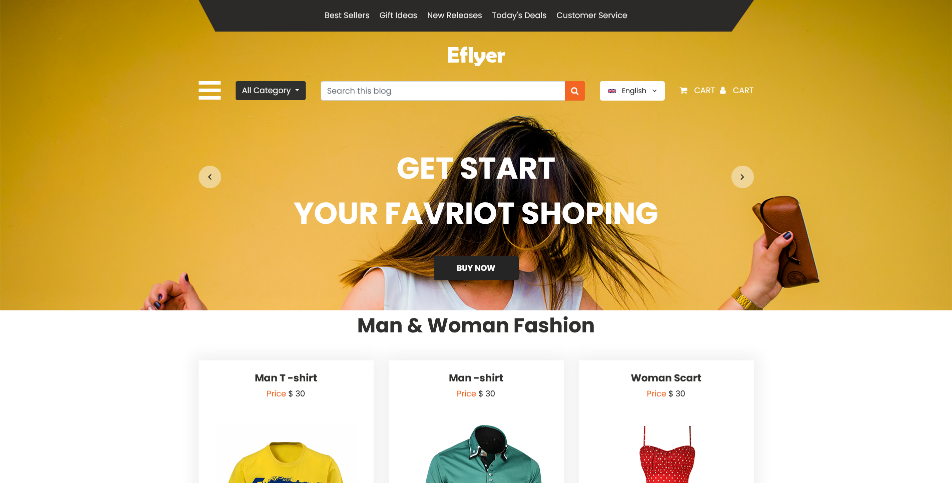 Best Sellers Gift Ideas New Releases Today's Deals Customer Service
Eflyer
All Category Search this blog English CART CART
GET START
YOUR FAVRIOT SHOPING
BUY NOW
Man & Woman Fashion
Man T -shirt Man -shirt Woman Scart
Price $ 30 Price $ 30 Price $ 30